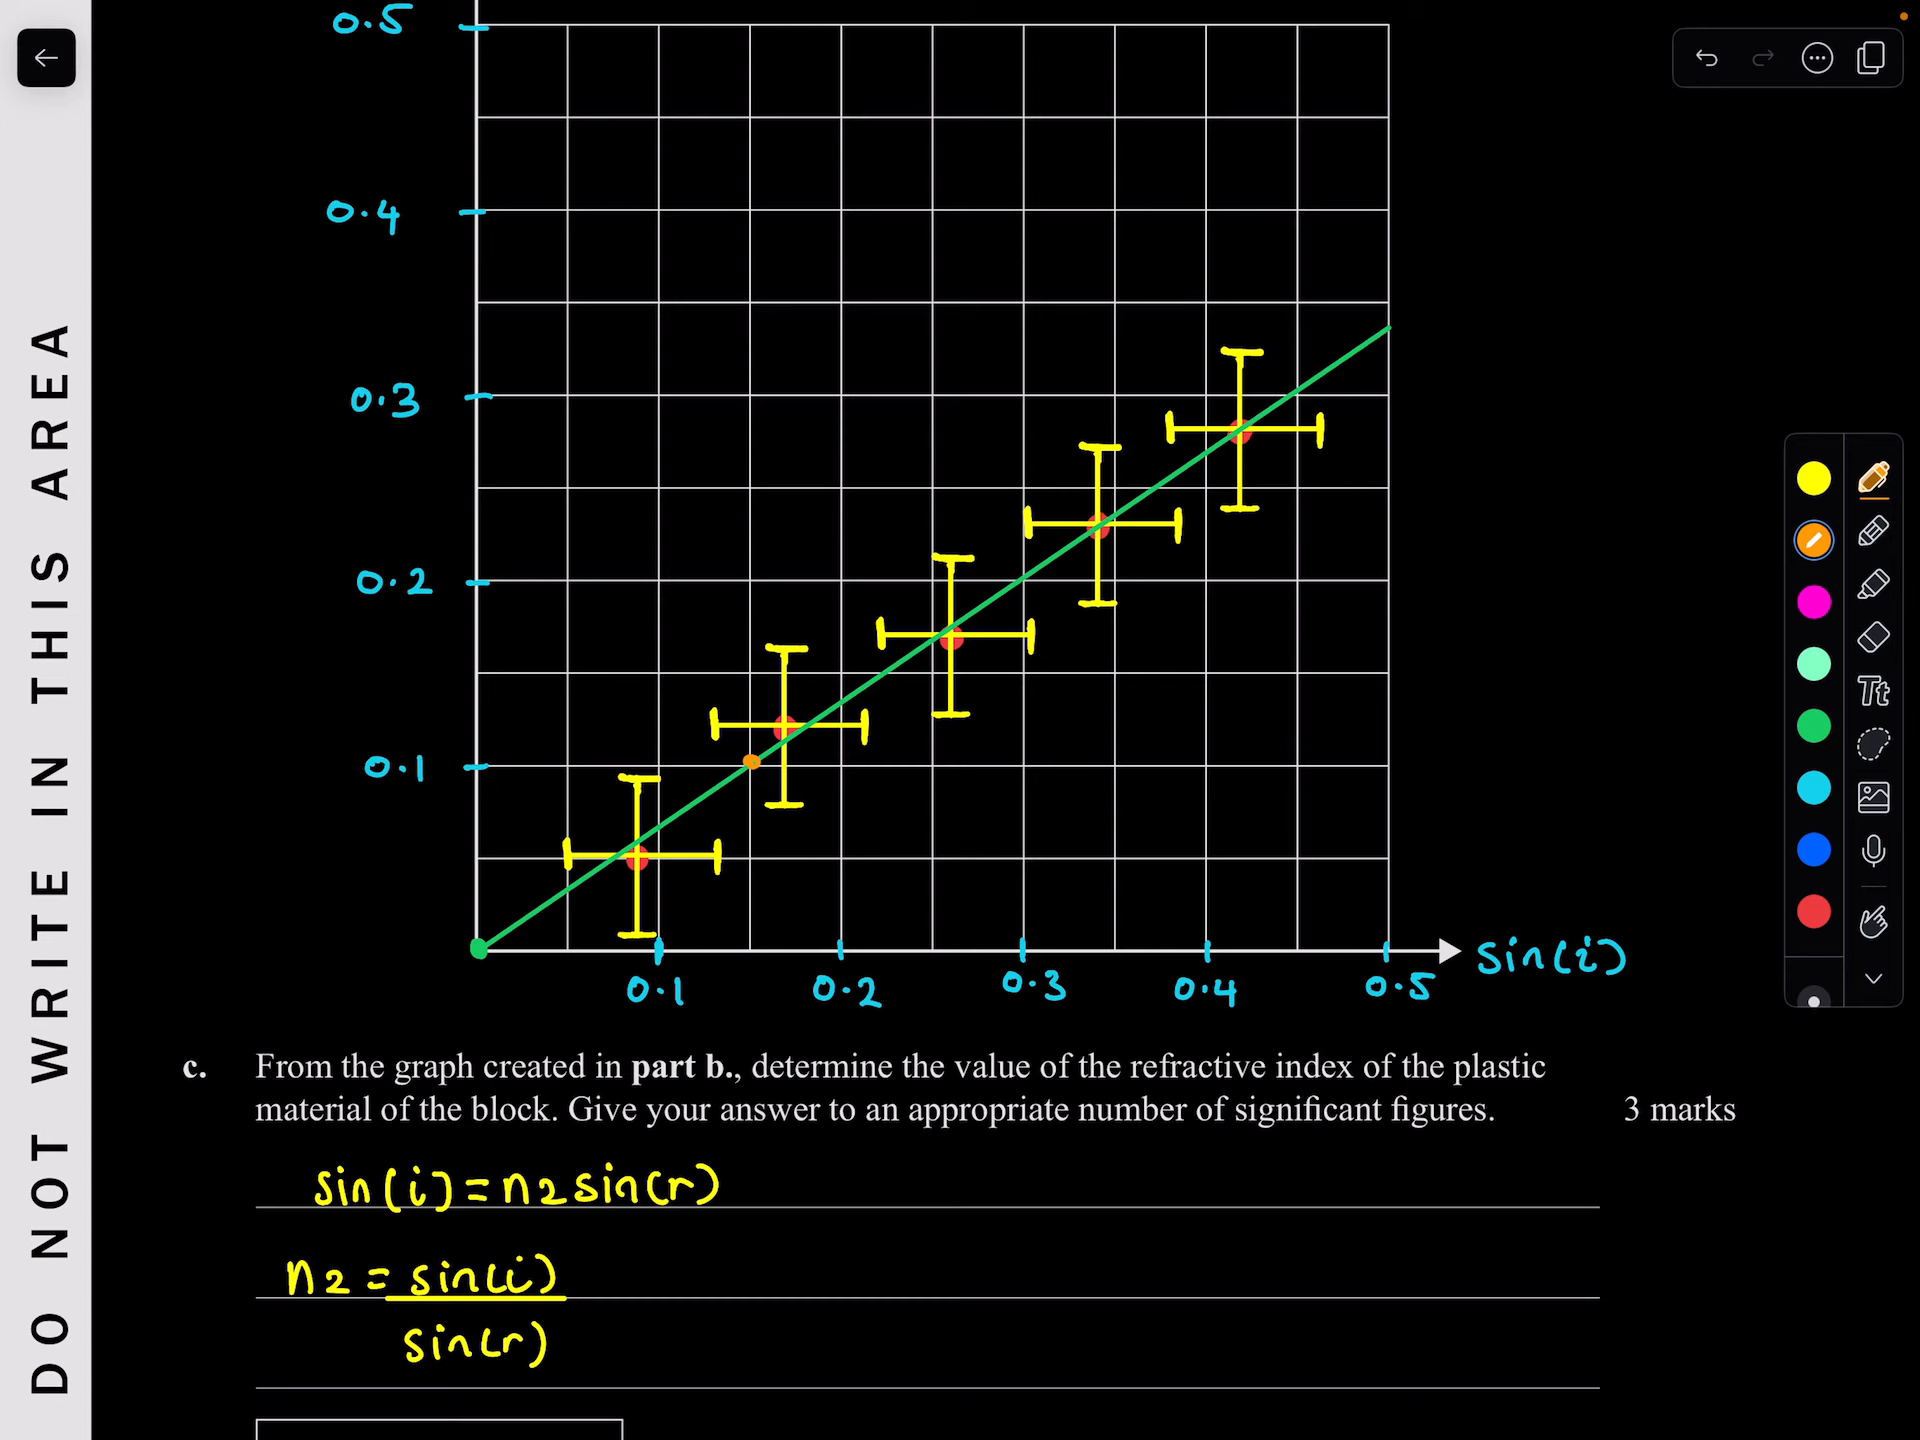 DO NOT WRITE IN THIS AREA
0.5
0.4
0.3
0.2
0.1
0.1 0.2 0.3 0.4 0.5
sin(i)
c. From the graph created in part b., determine the value of the refractive index of the plastic
material of the block. Give your answer to an appropriate number of significant figures. 3 marks
sin(i) = n2 sin(r)
n2 = sin(i)
sin(r)
Tt